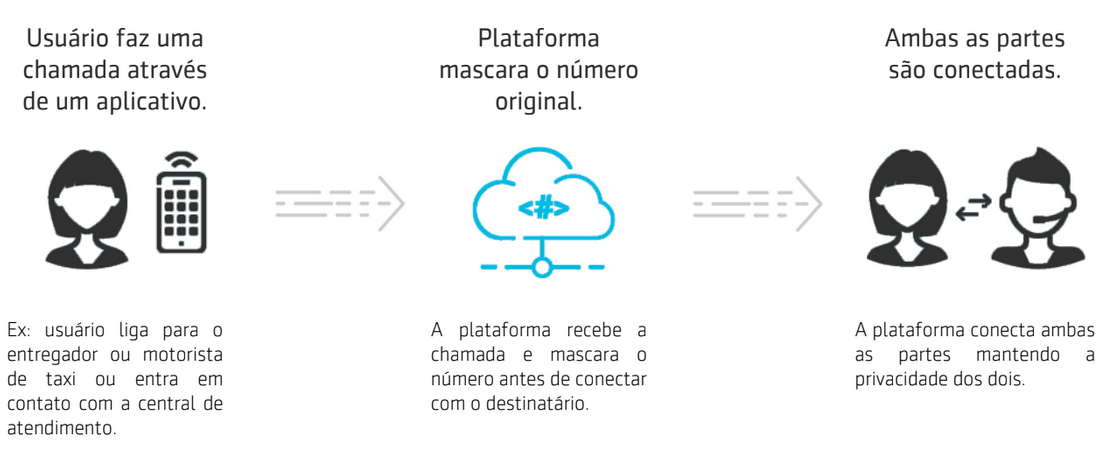 Usuário faz uma
chamada através
de um aplicativo.
Plataforma
mascara o número
original.
Ambas as partes
são conectadas.
<#>
Ex: usuário liga para o
entregador ou motorista
de taxi ou entra em
contato com a central de
atendimento.
A plataforma recebe a
chamada e mascara o
número antes de conectar
com o destinatário.
A plataforma conecta ambas
as partes mantendo a
privacidade dos dois.